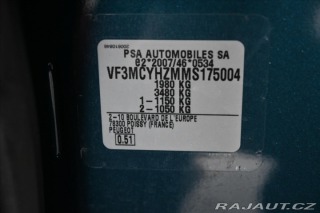 PSA AUTOMOBILES SA
e2*2007/46*0534
VF3MCYHZMMS175004
1980 KG
3480 KG
1-1150 KG
2-1050 KG
2-10 BOULEVARD DE L'EUROPE
78300 POISSY (FRANCE)
PEUGEOT
0.51
RAJAUT.CZ